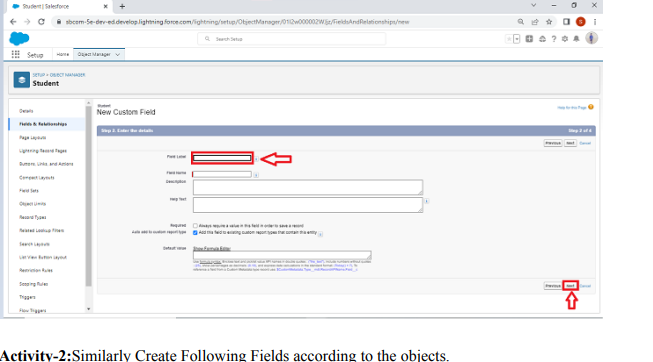 Student | Salesforce
sbcom-5e-dev-ed.develop.lightning.force.com/lightning/setup/ObjectManager/01I2w000002WJjc/FieldsAndRelationships/new
Search Setup
Setup
Home
Object Manager
SETUP > OBJECT MANAGER
Student
Details
Fields & Relationships
Page Layouts
Lightning Record Pages
Buttons, Links, and Actions
Compact Layouts
Field Sets
Object Limits
Record Types
Related Lookup Filters
Search Layouts
List View Button Layout
Restriction Rules
Scoping Rules
Triggers
Flow Triggers
Student
New Custom Field
Help for this Page
Step 2. Enter the details
Step 2 of 4
Previous Next Cancel
Field Label
Field Name
Description
Help Text
Required Always require a value in this field in order to save a record
Auto add to custom report type Add this field to existing custom report types that contain this entity
Default Value Show Formula Editor
Previous Next Cancel
Activity-2:Similarly Create Following Fields according to the objects.